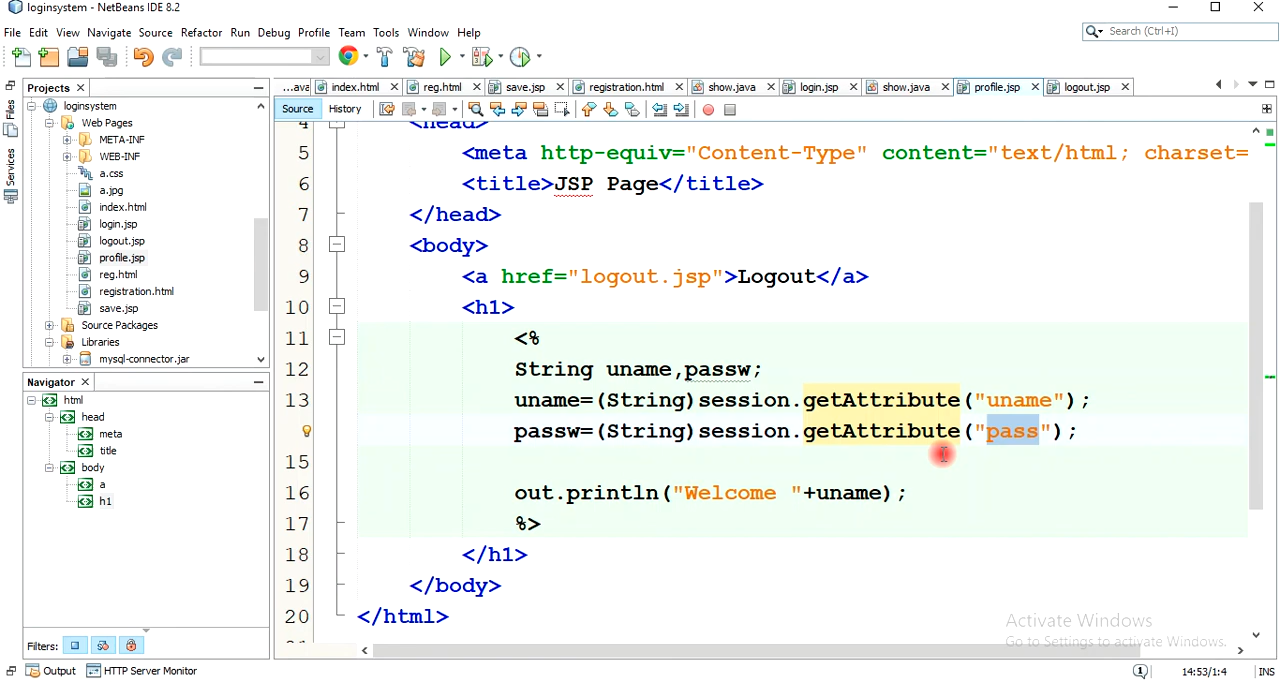 loginsystem - NetBeans IDE 8.2
File Edit View Navigate Source Refactor Run Debug Profile Team Tools Window Help
Search (Ctrl+I)
Projects
...ava index.html reg.html save.jsp registration.html show.java login.jsp show.java profile.jsp logout.jsp
Source History
Files
Services
loginsystem
Web Pages
META-INF
WEB-INF
a.css
a.jpg
index.html
login.jsp
logout.jsp
profile.jsp
reg.html
registration.html
save.jsp
Source Packages
Libraries
mysql-connector.jar
Navigator
html
head
meta
title
body
a
h1
Filters:
4 <head>
5 <meta http-equiv="Content-Type" content="text/html; charset=
6 <title>JSP Page</title>
7 </head>
8 <body>
9 <a href="logout.jsp">Logout</a>
10 <h1>
11 <%
12 String uname,passw;
13 uname=(String)session.getAttribute("uname");
passw=(String)session.getAttribute("pass");
15
16 out.println("Welcome "+uname);
17 %>
18 </h1>
19 </body>
20 </html>
Activate Windows
Go to Settings to activate Windows.
Output HTTP Server Monitor
1 14:53/1:4 INS